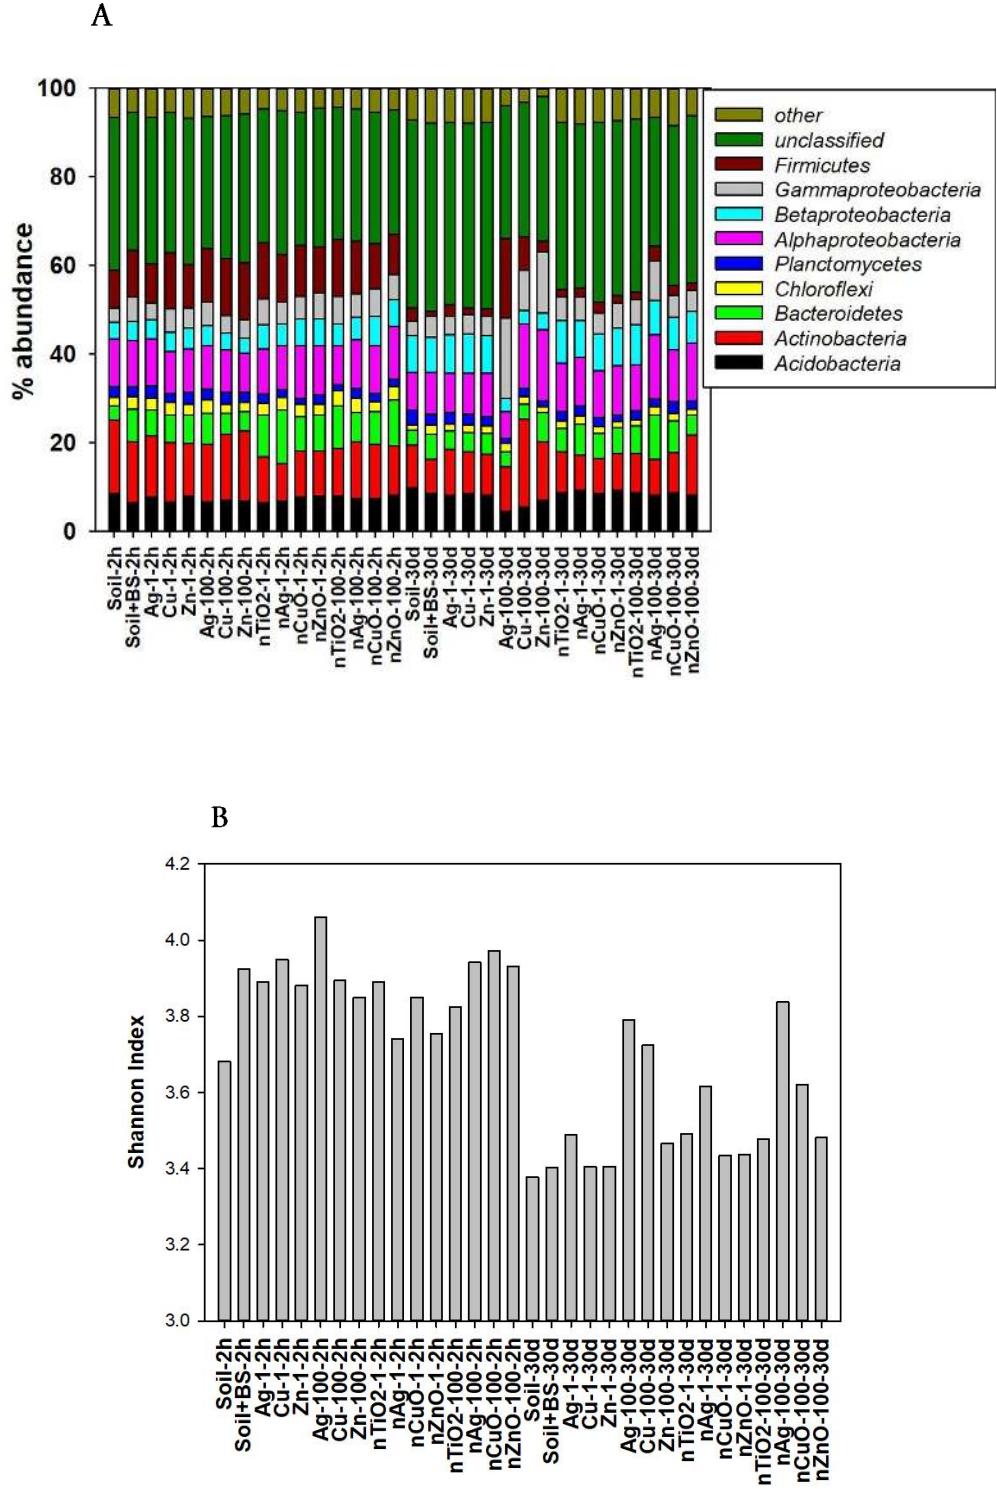 A
% abundance
100
80
60
40
20
0
other
unclassified
Firmicutes
Gammaproteobacteria
Betaproteobacteria
Alphaproteobacteria
Planctomycetes
Chloroflexi
Bacteroidetes
Actinobacteria
Acidobacteria
Soil-2h
Soil+BS-2h
Ag-1-2h
Cu-1-2h
Zn-1-2h
Ag-100-2h
Cu-100-2h
Zn-100-2h
nTiO2-1-2h
nAg-1-2h
nCuO-1-2h
nZnO-1-2h
nTiO2-100-2h
nAg-100-2h
nCuO-100-2h
nZnO-100-2h
Soil-30d
Soil+BS-30d
Ag-1-30d
Cu-1-30d
Zn-1-30d
Ag-100-30d
Cu-100-30d
Zn-100-30d
nTiO2-1-30d
nAg-1-30d
nCuO-1-30d
nZnO-1-30d
nTiO2-100-30d
nAg-100-30d
nCuO-100-30d
nZnO-100-30d
B
Shannon Index
4.2
4.0
3.8
3.6
3.4
3.2
3.0
Soil-2h
Soil+BS-2h
Ag-1-2h
Cu-1-2h
Zn-1-2h
Ag-100-2h
Cu-100-2h
Zn-100-2h
nTiO2-1-2h
nAg-1-2h
nCuO-1-2h
nZnO-1-2h
nTiO2-100-2h
nAg-100-2h
nCuO-100-2h
nZnO-100-2h
Soil-30d
Soil+BS-30d
Ag-1-30d
Cu-1-30d
Zn-1-30d
Ag-100-30d
Cu-100-30d
Zn-100-30d
nTiO2-1-30d
nAg-1-30d
nCuO-1-30d
nZnO-1-30d
nTiO2-100-30d
nAg-100-30d
nCuO-100-30d
nZnO-100-30d